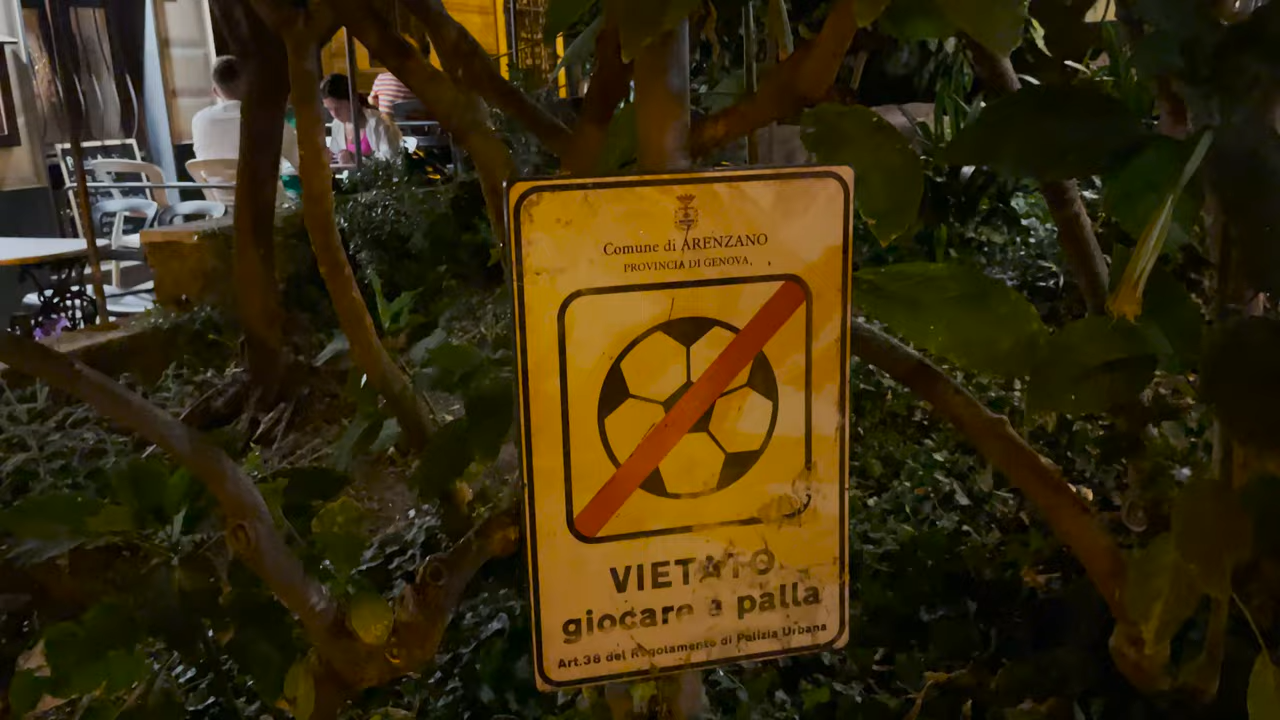 Comune di ARENZANO
PROVINCIA DI GENOVA
VIETATO
giocare a palla
Art.38 del Regolamento di Polizia Urbana